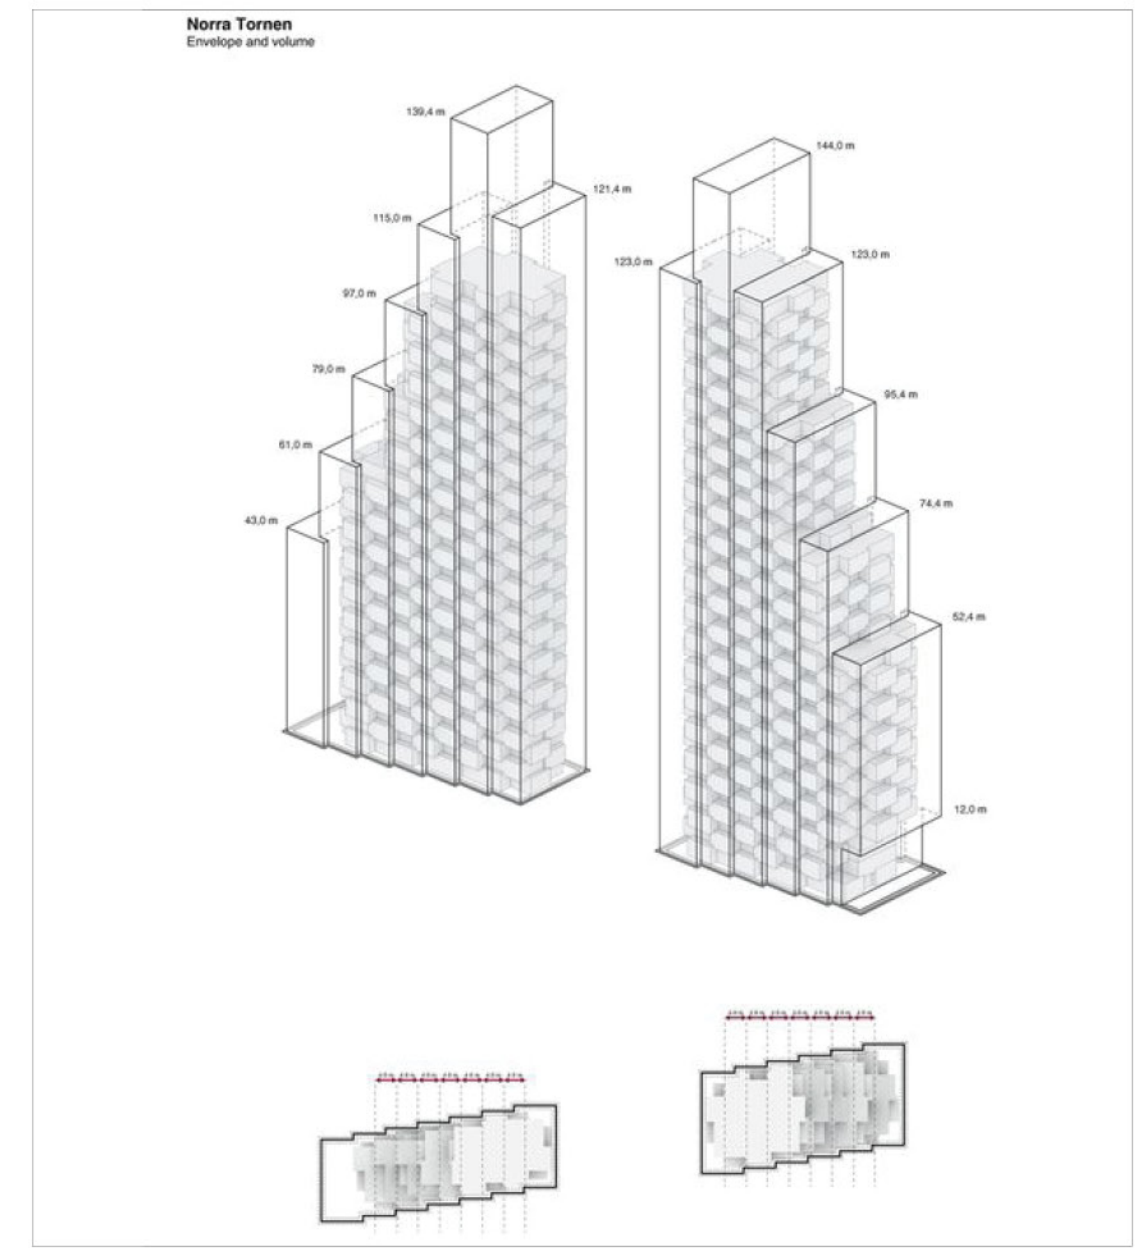 Norra Tornen
Envelope and volume
139,4 m
144,0 m
121,4 m
115,0 m
123,0 m
123,0 m
97,0 m
79,0 m
95,4 m
61,0 m
74,4 m
43,0 m
52,4 m
12,0 m